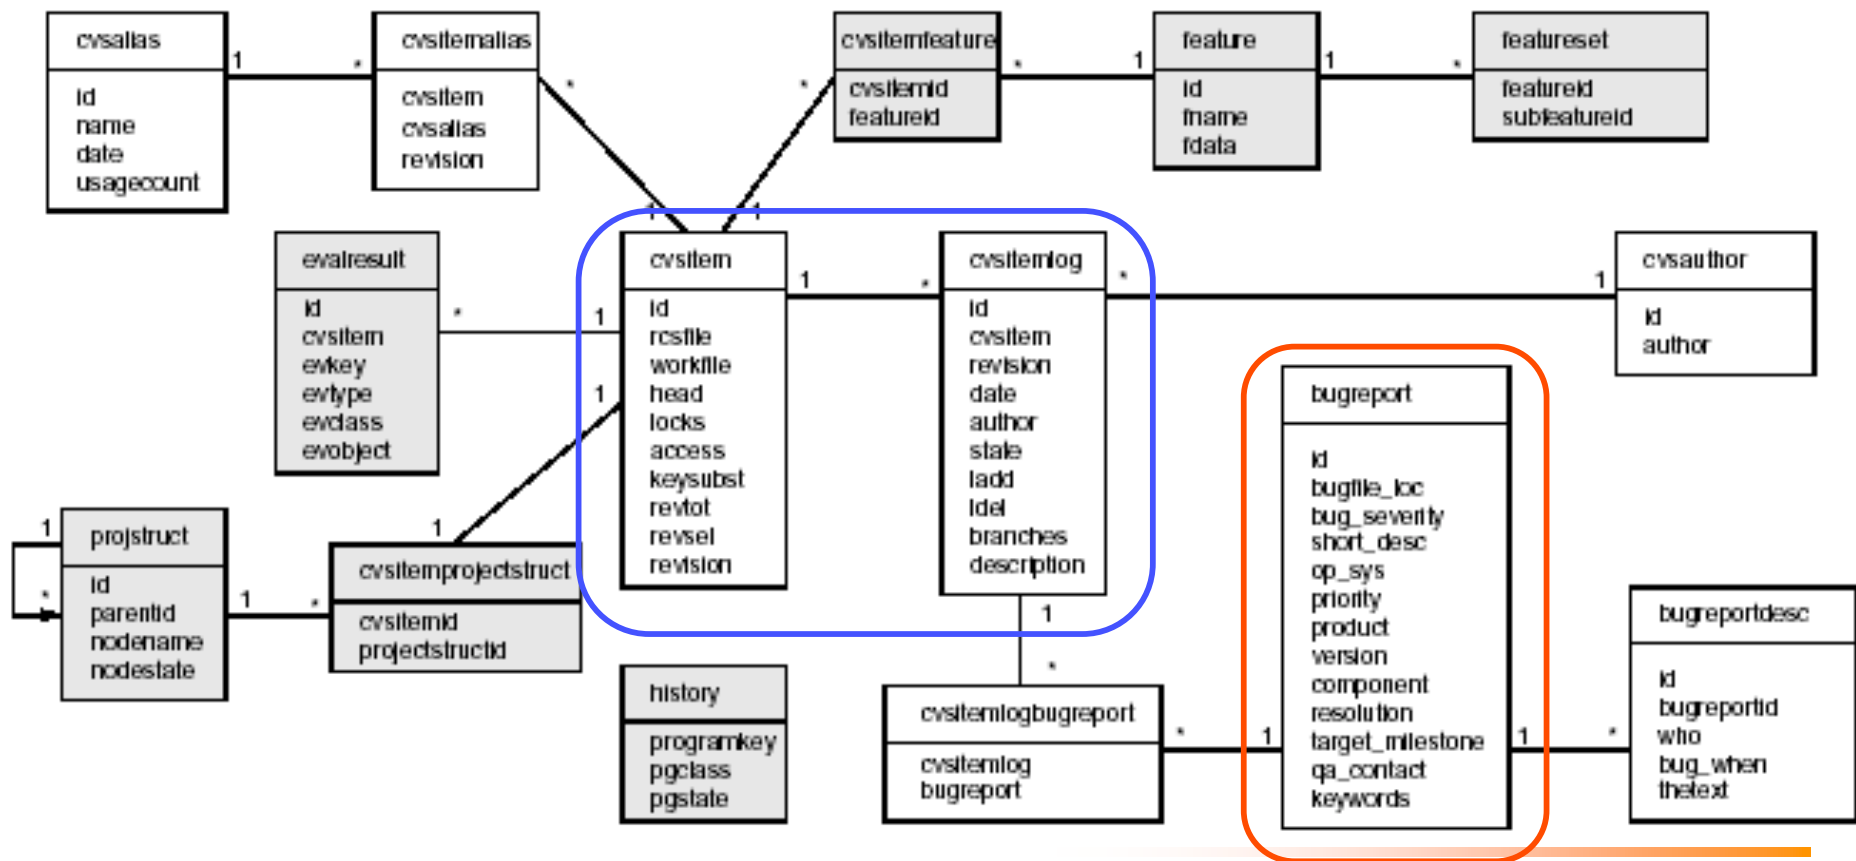 cvsalias
1
*
id
name
date
usagecount
cvsitemalias
*
cvsitem
cvsalias
revision
cvsitemfeature
*
*
1
cvsitemid
featureid
feature
1
*
id
fname
fdata
featureset
featureid
subfeatureid
1
1
evalresult
*
1
id
cvsitem
evkey
evtype
evclass
evobject
cvsitem
1
*
id
rcsfile
workfile
head
locks
access
keysubst
revtot
revsel
revision
cvsitemlog
*
1
id
cvsitem
revision
date
author
state
ladd
ldel
branches
description
cvsauthor
id
author
1
1
1
*
projstruct
1
*
id
parentid
nodename
nodestate
cvsitemprojectstruct
cvsitemid
projectstructid
history
programkey
pgclass
pgstate
1
*
cvsitemlogbugreport
*
1
cvsitemlog
bugreport
bugreport
id
bugfile_loc
bug_severity
short_desc
op_sys
priority
product
version
component
resolution
target_milestone
qa_contact
keywords
1
*
bugreportdesc
id
bugreportid
who
bug_when
thetext